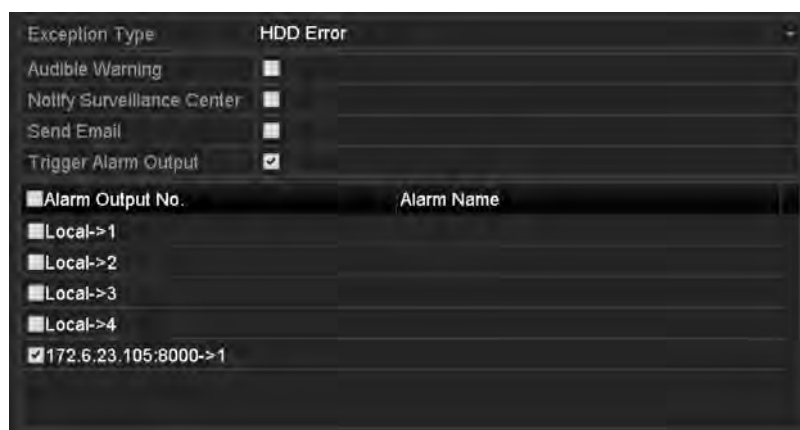 Exception Type HDD Error
Audible Warning
Notify Surveillance Center
Send Email
Trigger Alarm Output
Alarm Output No. Alarm Name
Local->1
Local->2
Local->3
Local->4
172.6.23.105:8000->1